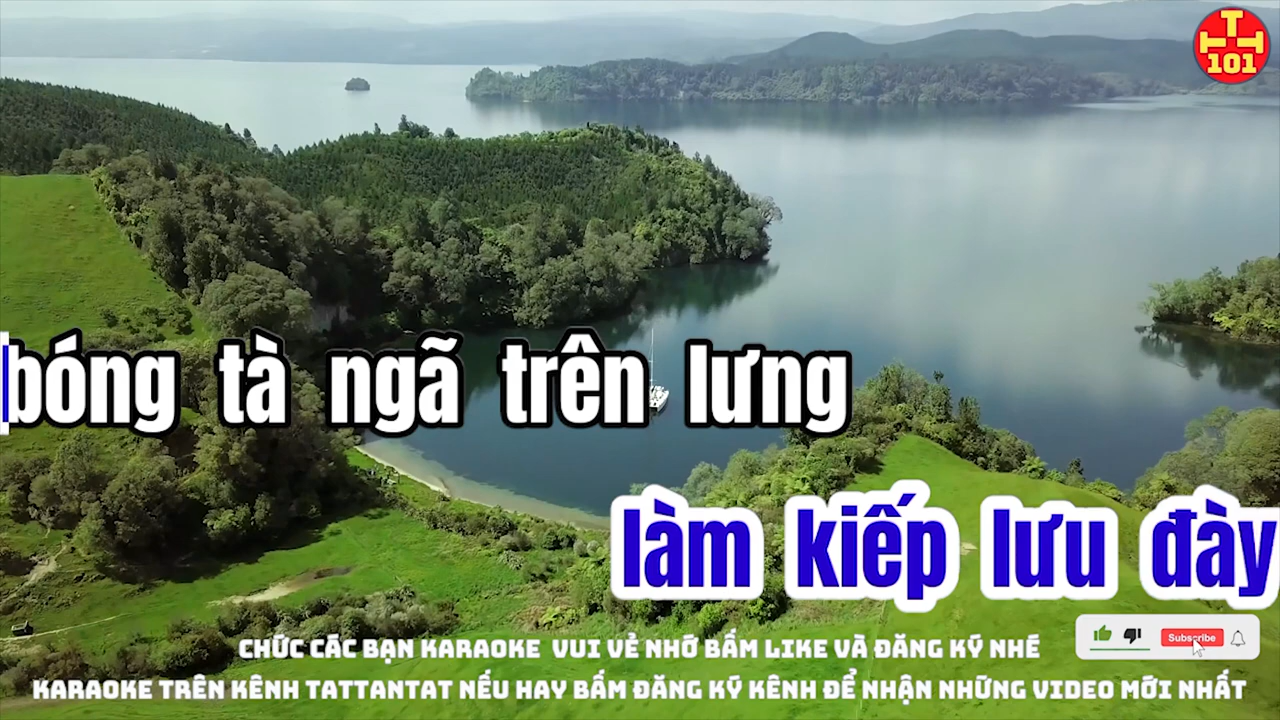 TTH
101
bóng tà ngã trên lưng
làm kiếp lưu đày
CHỨC CÁC BẠN KARAOKE VUI VẺ NHỚ BẤM LIKE VÀ ĐĂNG KÝ NHÉ
Subscribe
KARAOKE TRÊN KÊNH TATTANTAT NẾU HAY BẤM ĐĂNG KÝ KÊNH ĐỂ NHẬN NHỮNG VIDEO MỚI NHẤT